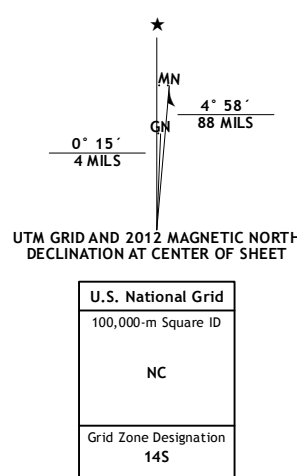 MN
GN
4° 58´
88 MILS
0° 15´
4 MILS
UTM GRID AND 2012 MAGNETIC NORTH
DECLINATION AT CENTER OF SHEET
U.S. National Grid
100,000-m Square ID
NC
Grid Zone Designation
14S